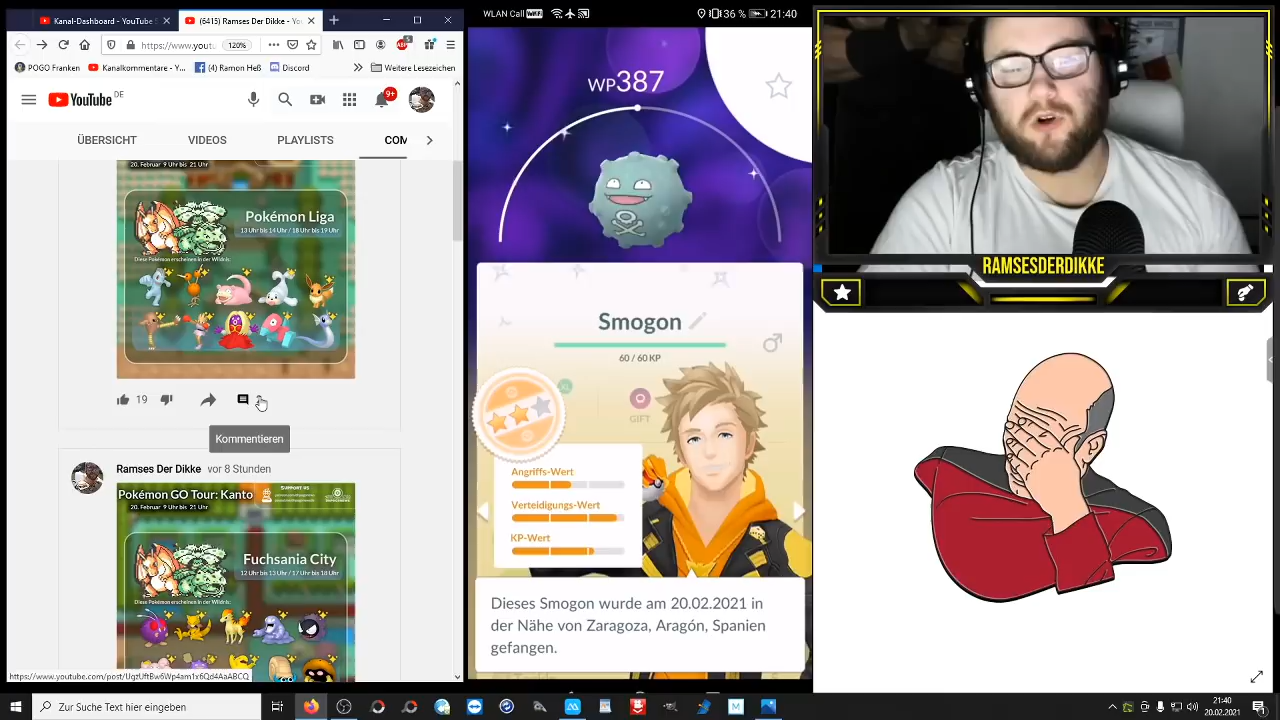 Kanal-Dashboard - YouTube S
(6415) Ramses Der Dikke - YouT
https://www.yout
120%
POGO Franken
Kanalkommentare - Y...
(4) Ramon Heß
Discord
Weitere Lesezeichen
YouTube DE
9+
ÜBERSICHT
VIDEOS
PLAYLISTS
COM
20. Februar 9 Uhr bis 21 Uhr
Pokémon Liga
13 Uhr bis 14 Uhr / 18 Uhr bis 19 Uhr
Diese Pokémon erscheinen in der Wildnis:
19
Kommentieren
Ramses Der Dikke vor 8 Stunden
Pokémon GO Tour: Kanto
SUPPORT US
20. Februar 9 Uhr bis 21 Uhr
Fuchsania City
12 Uhr bis 13 Uhr / 17 Uhr bis 18 Uhr
Diese Pokémon erscheinen in der Wildnis:
https://www.youtube.com/post/UgzUftBw6Wp4am1x6Qd4AaABCQ
WLAN Call
36 %
21:40
WP387
Smogon
60 / 60 KP
GIFT
Angriffs-Wert
Verteidigungs-Wert
KP-Wert
Dieses Smogon wurde am 20.02.2021 in
der Nähe von Zaragoza, Aragón, Spanien
gefangen.
RAMSESDERDIKKE
Zur Suche Text hier eingeben
21:40
20.02.2021